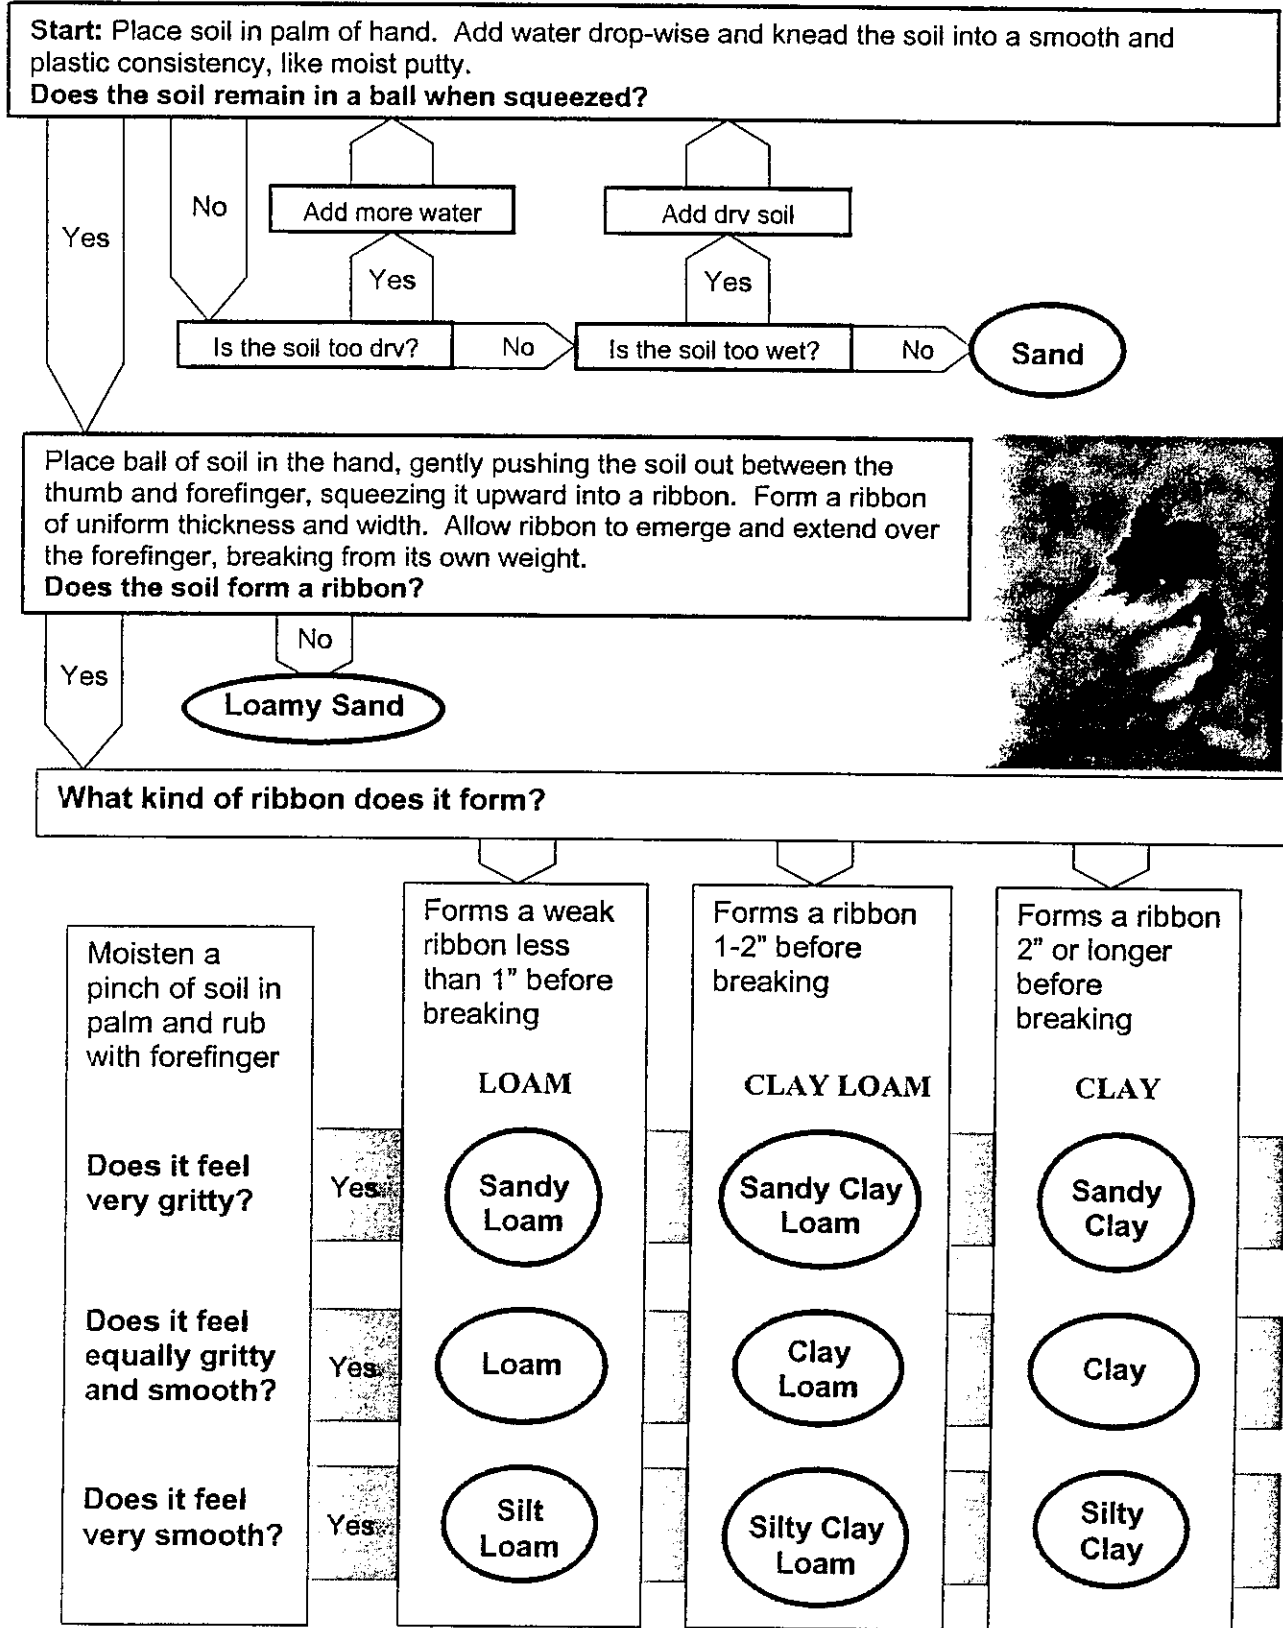 Start: Place soil in palm of hand. Add water drop-wise and knead the soil into a smooth and
plastic consistency, like moist putty.
Does the soil remain in a ball when squeezed?
Yes
No
Add more water
Add drv soil
Yes
Yes
Is the soil too drv?
No
Is the soil too wet?
No
Sand
Place ball of soil in the hand, gently pushing the soil out between the
thumb and forefinger, squeezing it upward into a ribbon. Form a ribbon
of uniform thickness and width. Allow ribbon to emerge and extend over
the forefinger, breaking from its own weight.
Does the soil form a ribbon?
Yes
No
Loamy Sand
What kind of ribbon does it form?
Moisten a
pinch of soil in
palm and rub
with forefinger
Forms a weak
ribbon less
than 1" before
breaking
LOAM
Forms a ribbon
1-2" before
breaking
CLAY LOAM
Forms a ribbon
2" or longer
before
breaking
CLAY
Does it feel
very gritty?
Yes
Sandy
Loam
Sandy Clay
Loam
Sandy
Clay
Does it feel
equally gritty
and smooth?
Yes
Loam
Clay
Loam
Clay
Does it feel
very smooth?
Yes
Silt
Loam
Silty Clay
Loam
Silty
Clay